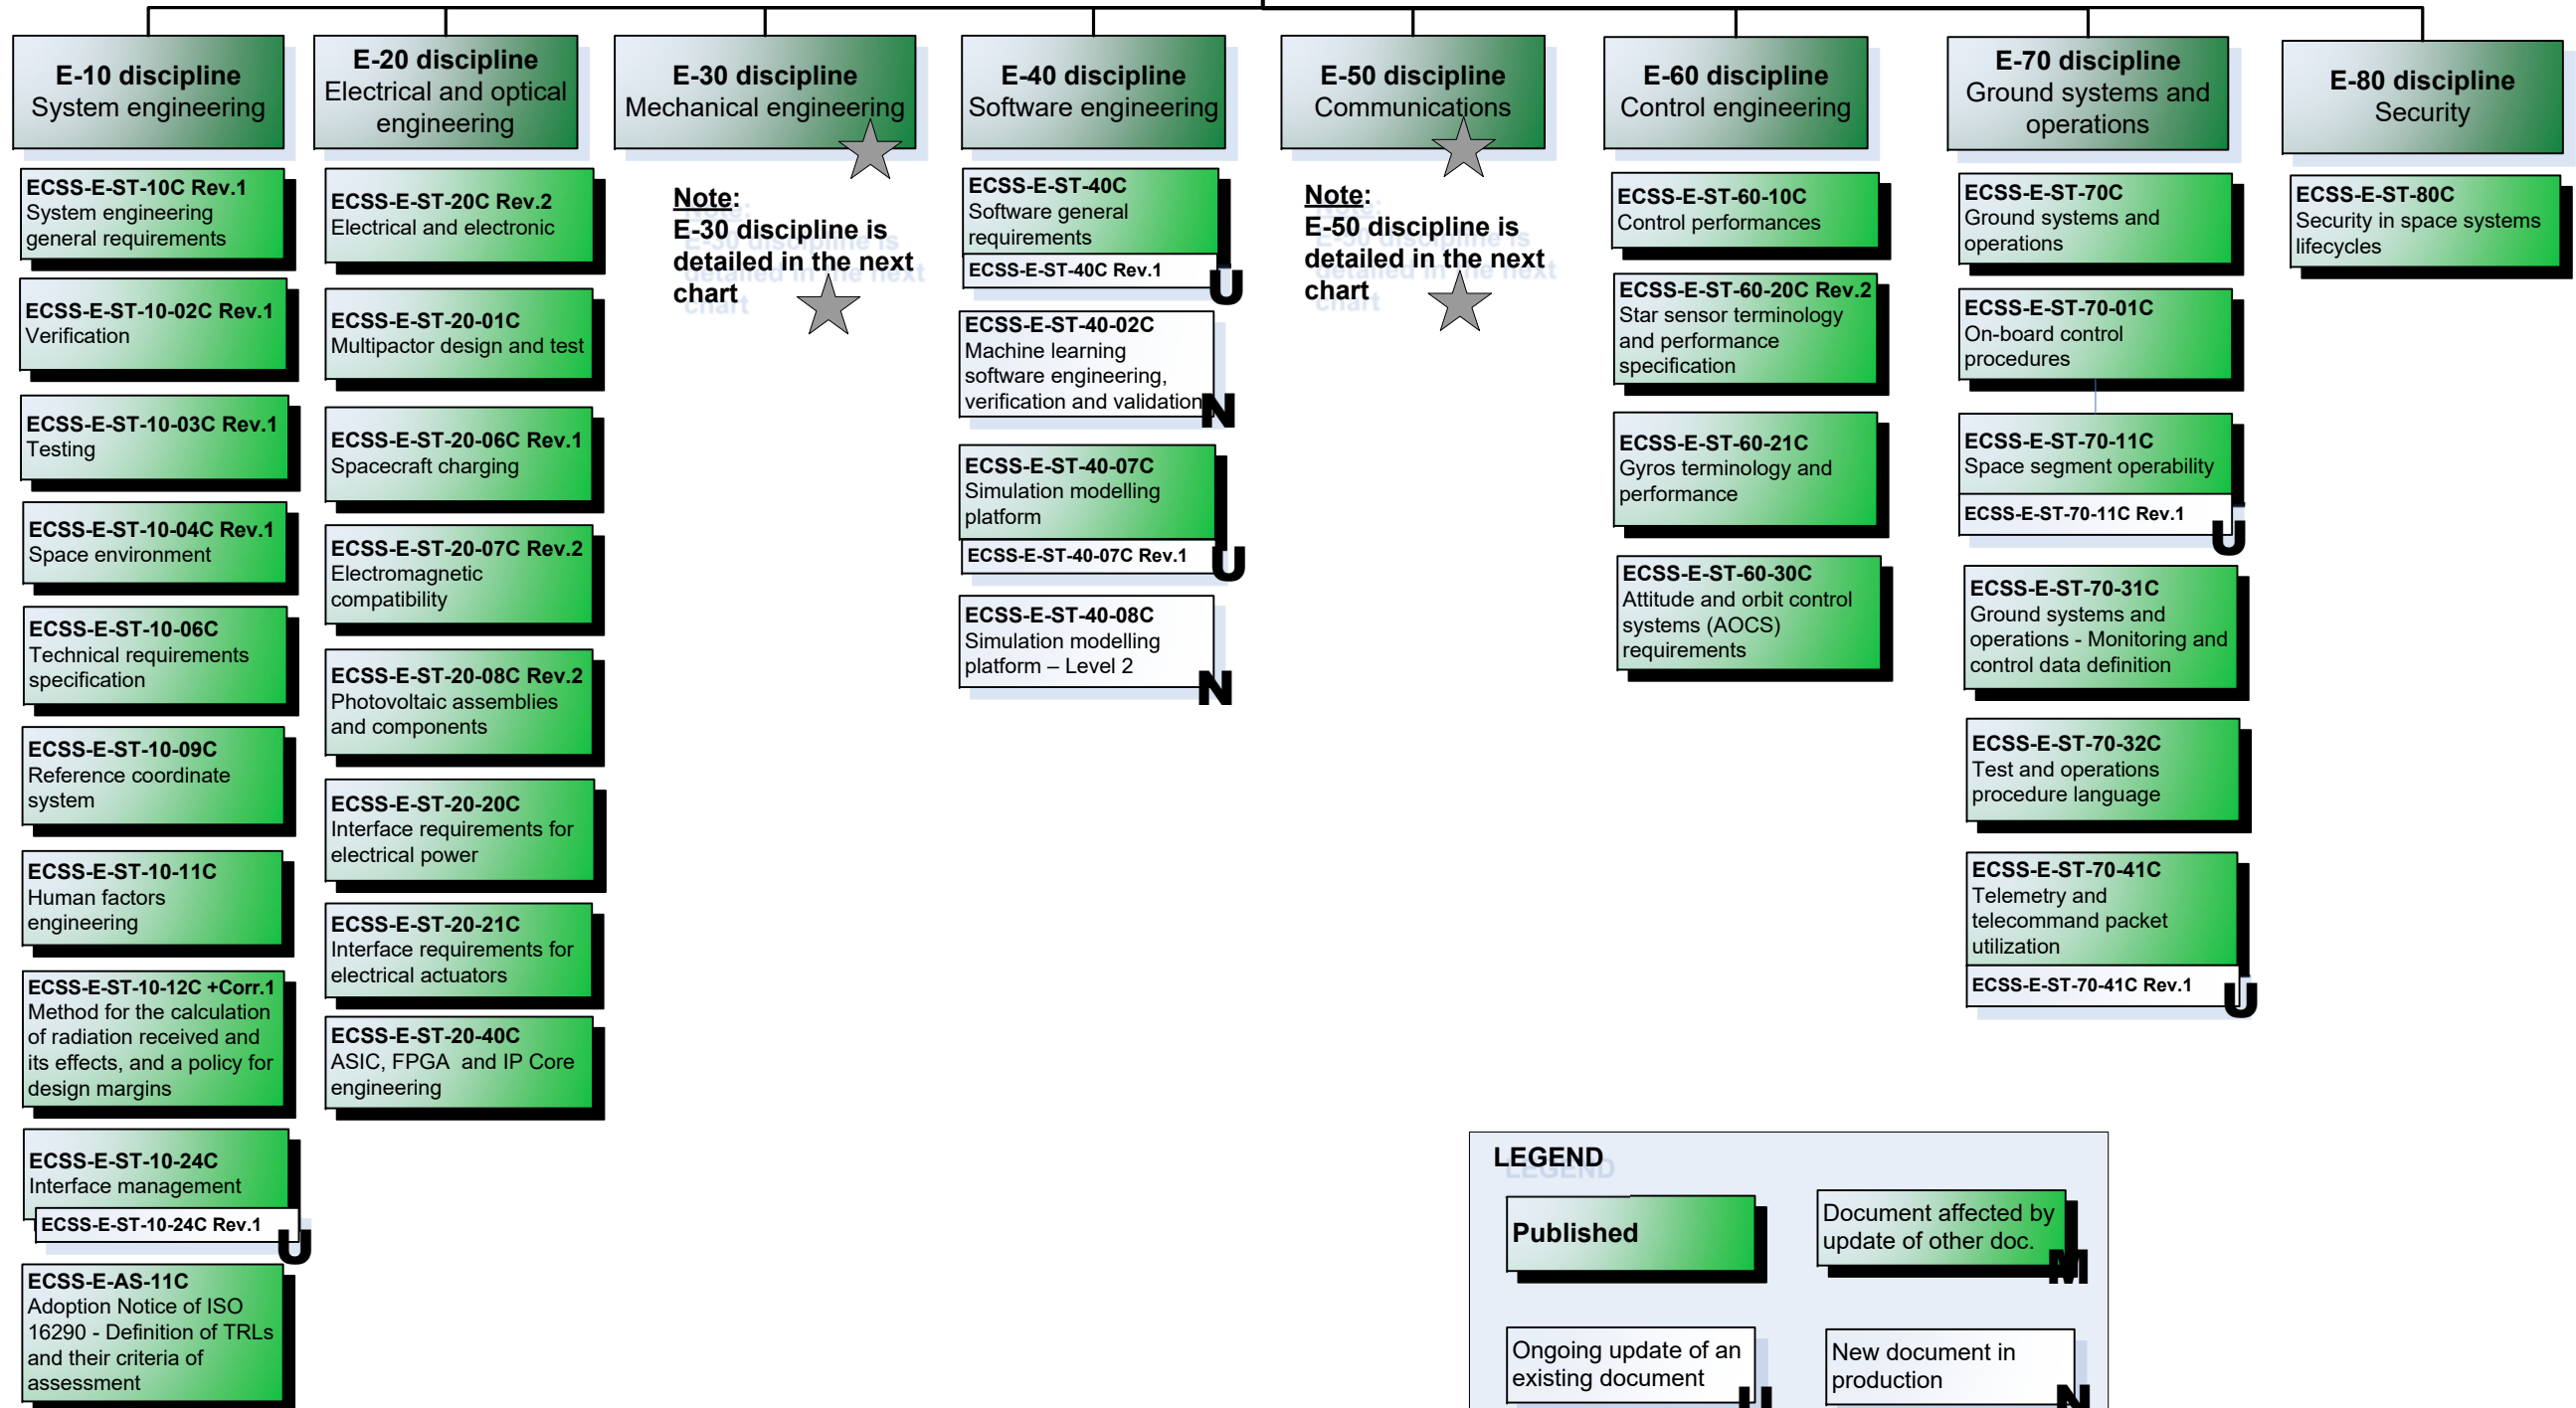 E-10 discipline
System engineering
ECSS-E-ST-10C Rev.1
System engineering
general requirements
ECSS-E-ST-10-02C Rev.1
Verification
ECSS-E-ST-10-03C Rev.1
Testing
ECSS-E-ST-10-04C Rev.1
Space environment
ECSS-E-ST-10-06C
Technical requirements
specification
ECSS-E-ST-10-09C
Reference coordinate
system
ECSS-E-ST-10-11C
Human factors
engineering
ECSS-E-ST-10-12C +Corr.1
Method for the calculation
of radiation received and
its effects, and a policy for
design margins
ECSS-E-ST-10-24C
Interface management
ECSS-E-ST-10-24C Rev.1
U
ECSS-E-AS-11C
Adoption Notice of ISO
16290 - Definition of TRLs
and their criteria of
assessment
E-20 discipline
Electrical and optical
engineering
ECSS-E-ST-20C Rev.2
Electrical and electronic
ECSS-E-ST-20-01C
Multipactor design and test
ECSS-E-ST-20-06C Rev.1
Spacecraft charging
ECSS-E-ST-20-07C Rev.2
Electromagnetic
compatibility
ECSS-E-ST-20-08C Rev.2
Photovoltaic assemblies
and components
ECSS-E-ST-20-20C
Interface requirements for
electrical power
ECSS-E-ST-20-21C
Interface requirements for
electrical actuators
ECSS-E-ST-20-40C
ASIC, FPGA  and IP Core
engineering
E-30 discipline
Mechanical engineering
Note:
E-30 discipline is
detailed in the next
chart
E-40 discipline
Software engineering
ECSS-E-ST-40C
Software general
requirements
ECSS-E-ST-40C Rev.1
U
ECSS-E-ST-40-02C
Machine learning
software engineering,
verification and validation
N
ECSS-E-ST-40-07C
Simulation modelling
platform
ECSS-E-ST-40-07C Rev.1
U
ECSS-E-ST-40-08C
Simulation modelling
platform – Level 2
N
E-50 discipline
Communications
Note:
E-50 discipline is
detailed in the next
chart
E-60 discipline
Control engineering
ECSS-E-ST-60-10C
Control performances
ECSS-E-ST-60-20C Rev.2
Star sensor terminology
and performance
specification
ECSS-E-ST-60-21C
Gyros terminology and
performance
ECSS-E-ST-60-30C
Attitude and orbit control
systems (AOCS)
requirements
E-70 discipline
Ground systems and
operations
ECSS-E-ST-70C
Ground systems and
operations
ECSS-E-ST-70-01C
On-board control
procedures
ECSS-E-ST-70-11C
Space segment operability
ECSS-E-ST-70-11C Rev.1
U
ECSS-E-ST-70-31C
Ground systems and
operations - Monitoring and
control data definition
ECSS-E-ST-70-32C
Test and operations
procedure language
ECSS-E-ST-70-41C
Telemetry and
telecommand packet
utilization
ECSS-E-ST-70-41C Rev.1
U
E-80 discipline
Security
ECSS-E-ST-80C
Security in space systems
lifecycles
LEGEND
Published
Document affected by
update of other doc.
M
Ongoing update of an
existing document
U
New document in
production
N